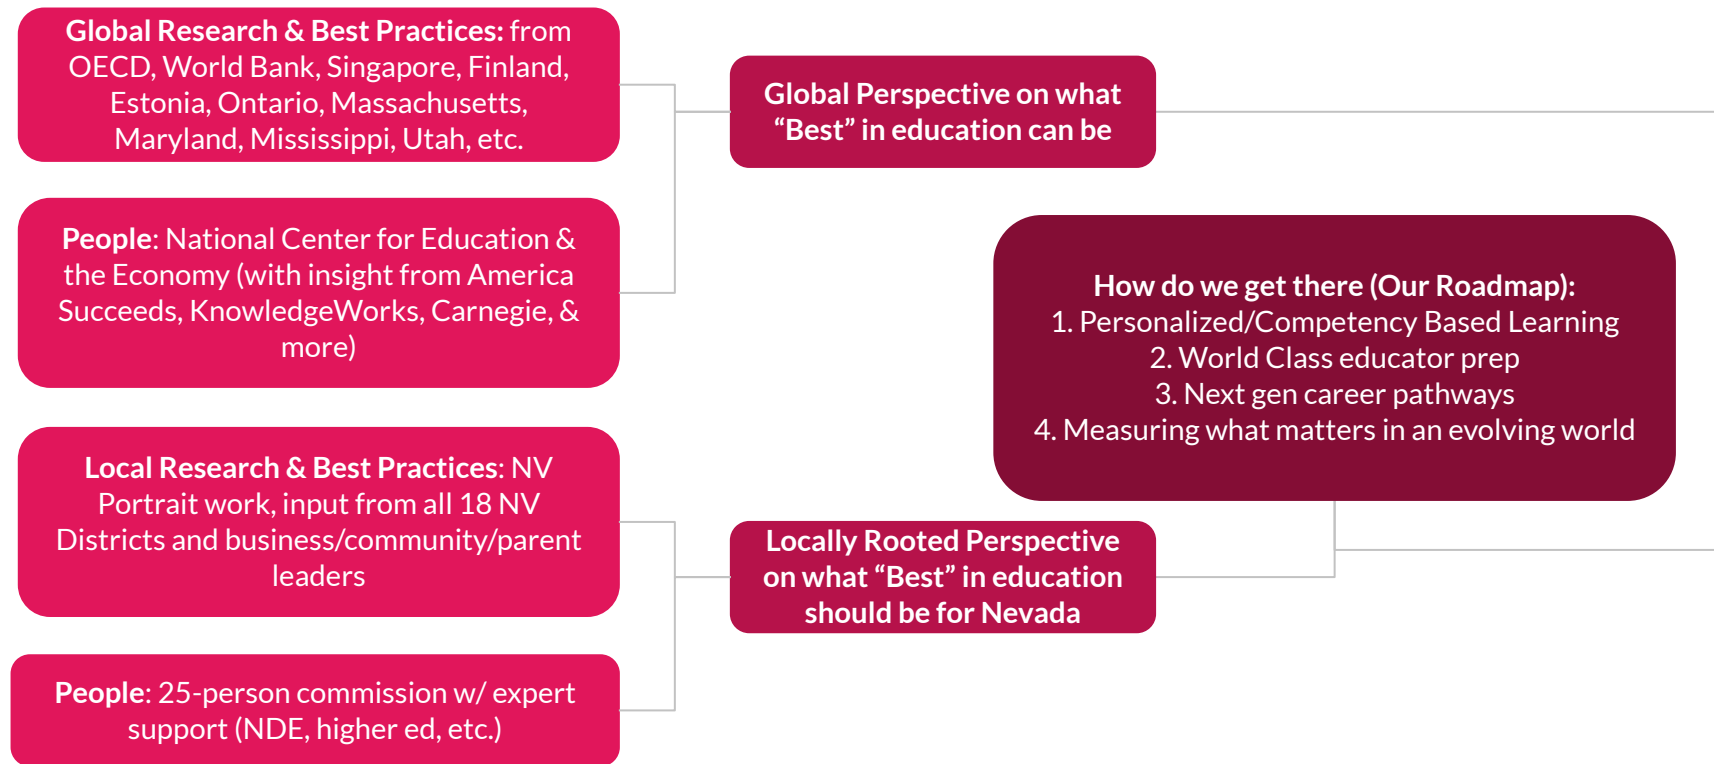 Global Research & Best Practices: from
OECD, World Bank, Singapore, Finland,
Estonia, Ontario, Massachusetts,
Maryland, Mississippi, Utah, etc.
People: National Center for Education &
the Economy (with insight from America
Succeeds, KnowledgeWorks, Carnegie, &
more)
Local Research & Best Practices: NV
Portrait work, input from all 18 NV
Districts and business/community/parent
leaders
People: 25-person commission w/ expert
support (NDE, higher ed, etc.)
Global Perspective on what
“Best” in education can be
Locally Rooted Perspective
on what “Best” in education
should be for Nevada
How do we get there (Our Roadmap):
1. Personalized/Competency Based Learning
2. World Class educator prep
3. Next gen career pathways
4. Measuring what matters in an evolving world